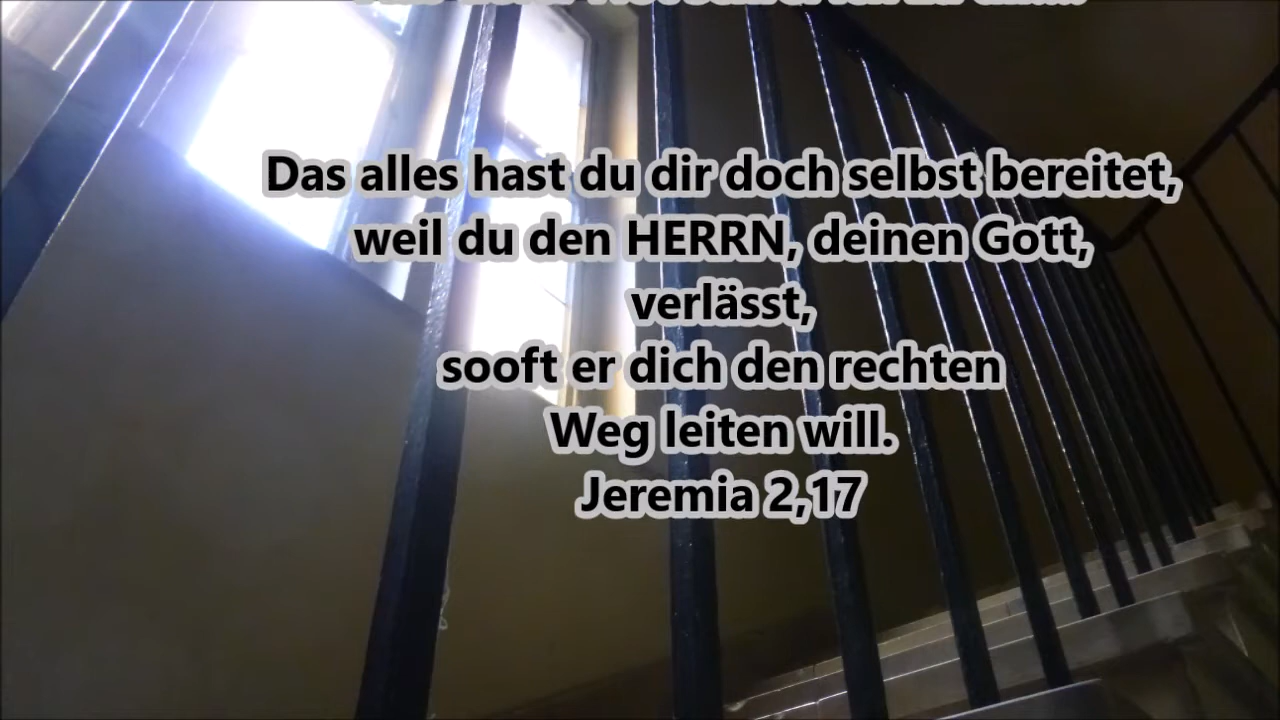 Das alles hast du dir doch selbst bereitet,
weil du den HERRN, deinen Gott,
verlässt,
sooft er dich den rechten
Weg leiten will.
Jeremia 2,17